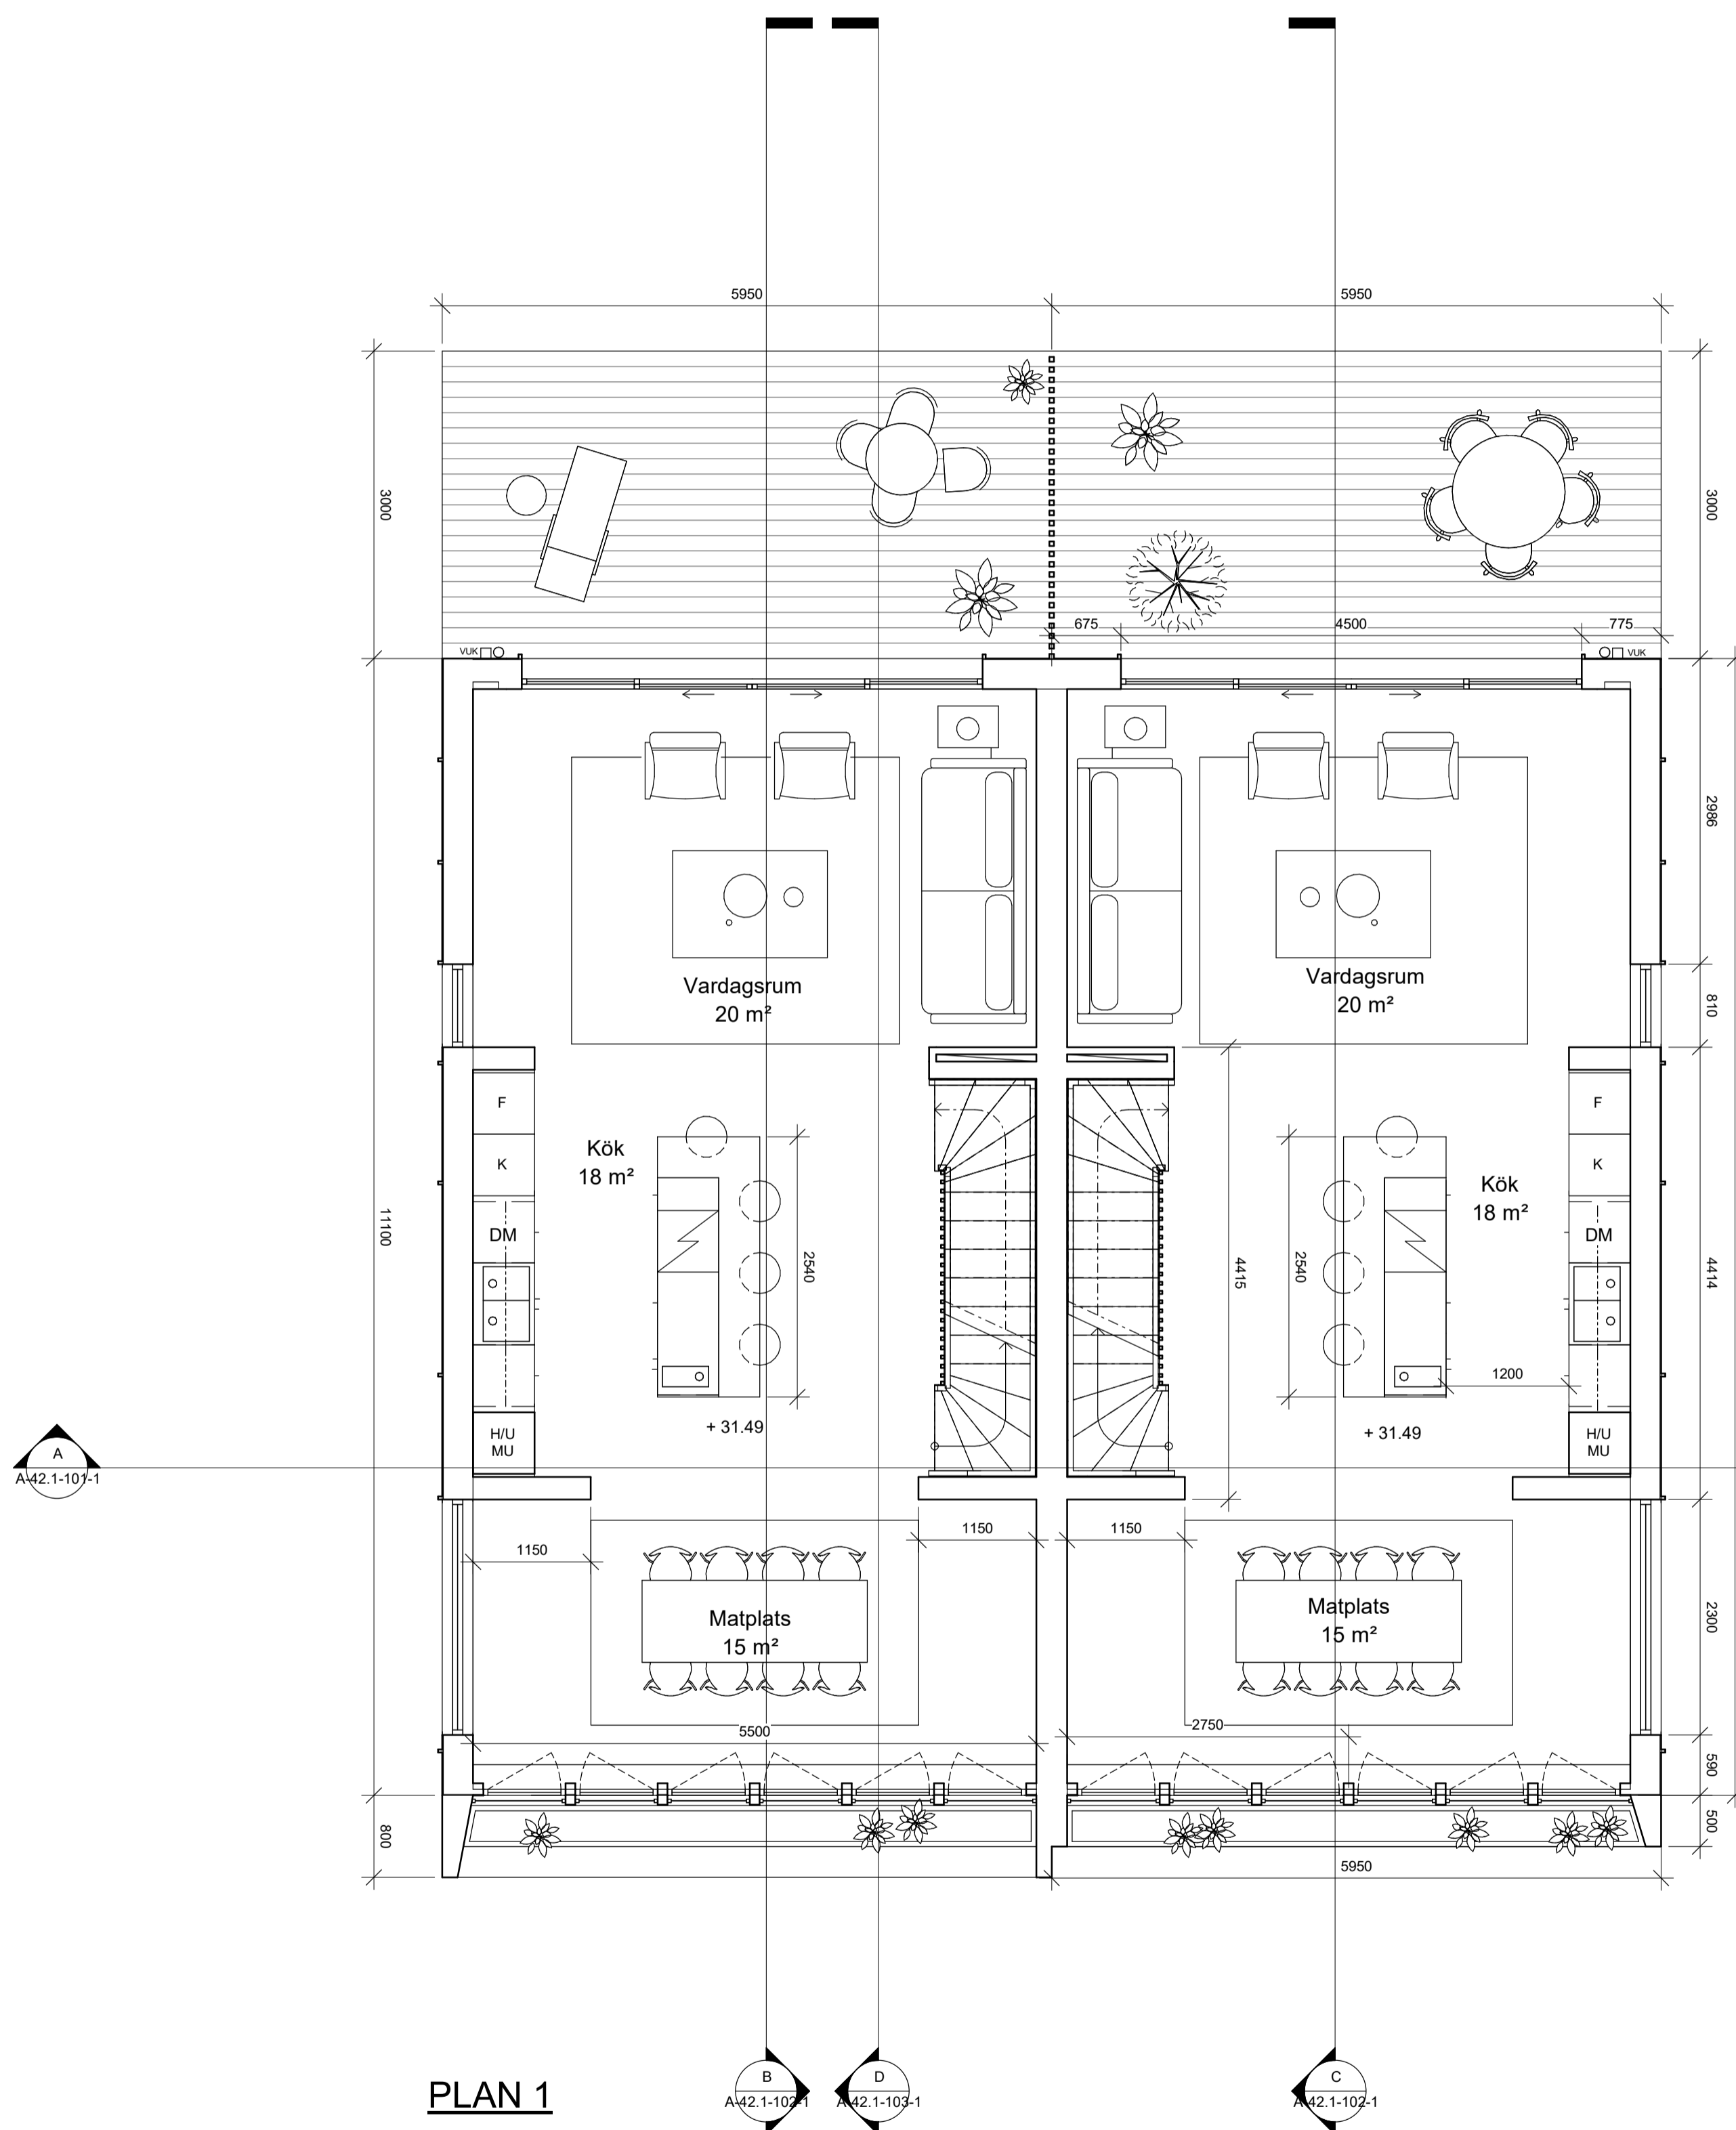 5950
5950
3000
3000
675
4500
775
VUK
VUK
2986
Vardagsrum
20 m²
Vardagsrum
20 m²
810
F
F
Kök
18 m²
K
K
Kök
18 m²
11100
DM
DM
2540
4415
2540
4414
1200
+ 31.49
+ 31.49
H/U
MU
H/U
MU
A
A-42.1-101-1
1150
1150
1150
Matplats
15 m²
Matplats
15 m²
2300
5500
2750
590
800
500
5950
PLAN 1
B
A-42.1-102-1
D
A-42.1-103-1
C
A-42.1-102-1